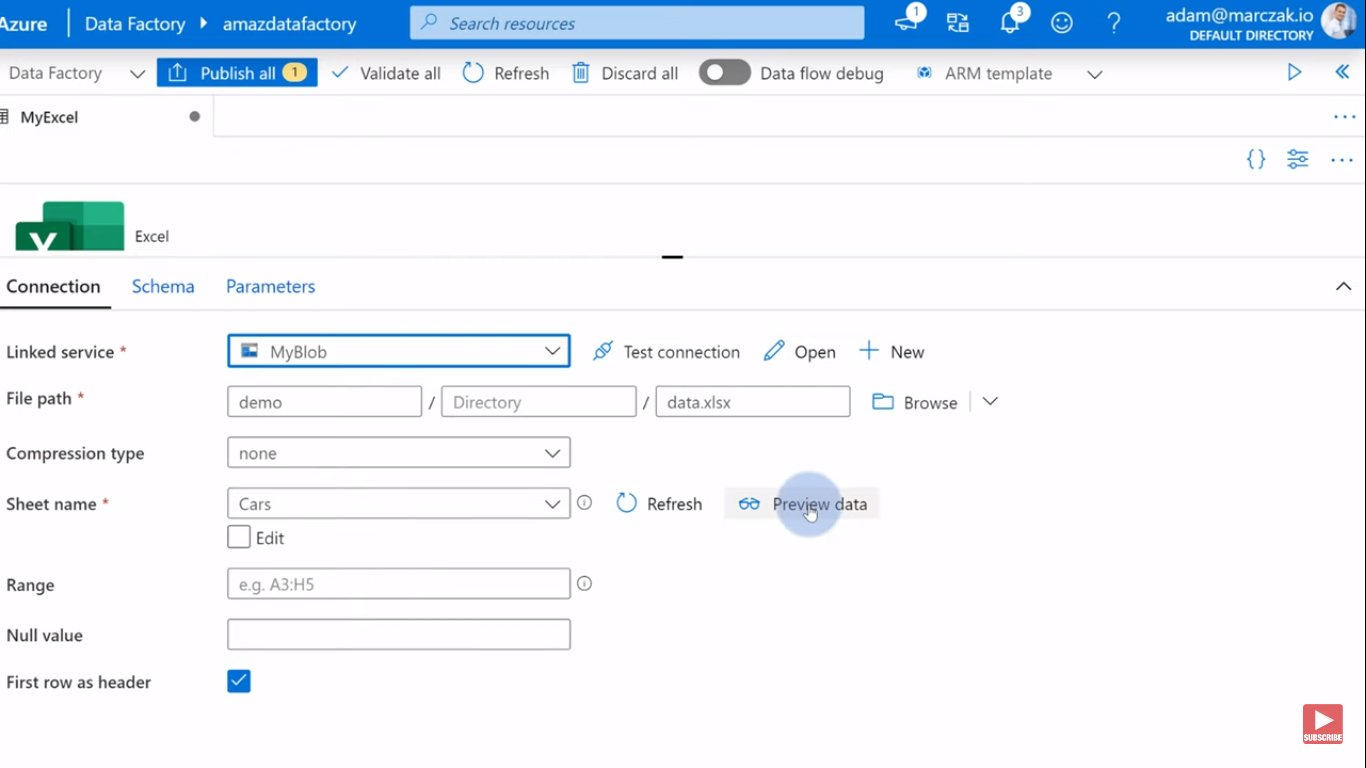 Azure Data Factory amazdatafactory Search resources 1 3 ? adam@marczak.io
DEFAULT DIRECTORY
Data Factory Publish all 1 Validate all Refresh Discard all Data flow debug ARM template
MyExcel
{}
X Excel
Connection Schema Parameters
Linked service * MyBlob Test connection Open New
File path * demo / Directory / data.xlsx Browse
Compression type none
Sheet name * Cars Refresh Preview data
Edit
Range e.g. A3:H5
Null value
First row as header
SUBSCRIBE